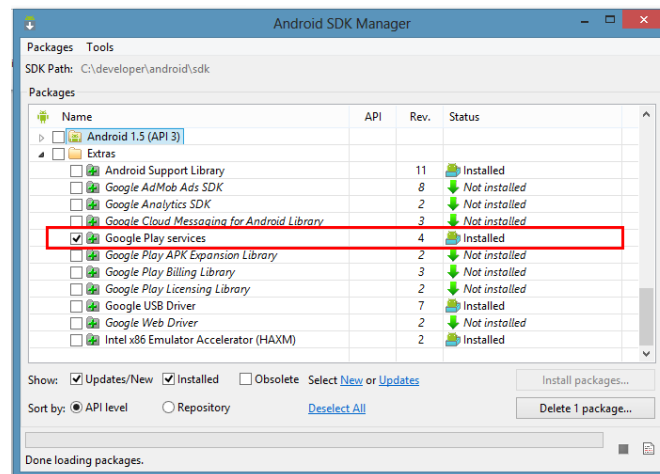 Android SDK Manager
Packages Tools
SDK Path: C:\developer\android\sdk
Packages
Name API Rev. Status
Android 1.5 (API 3)
Extras
Android Support Library 11 Installed
Google AdMob Ads SDK 8 Not installed
Google Analytics SDK 2 Not installed
Google Cloud Messaging for Android Library 3 Not installed
Google Play services 4 Installed
Google Play APK Expansion Library 2 Not installed
Google Play Billing Library 3 Not installed
Google Play Licensing Library 2 Not installed
Google USB Driver 7 Installed
Google Web Driver 2 Not installed
Intel x86 Emulator Accelerator (HAXM) 2 Installed
Show: Updates/New Installed Obsolete Select New or Updates Install packages...
Sort by: API level Repository Deselect All Delete 1 package...
Done loading packages.